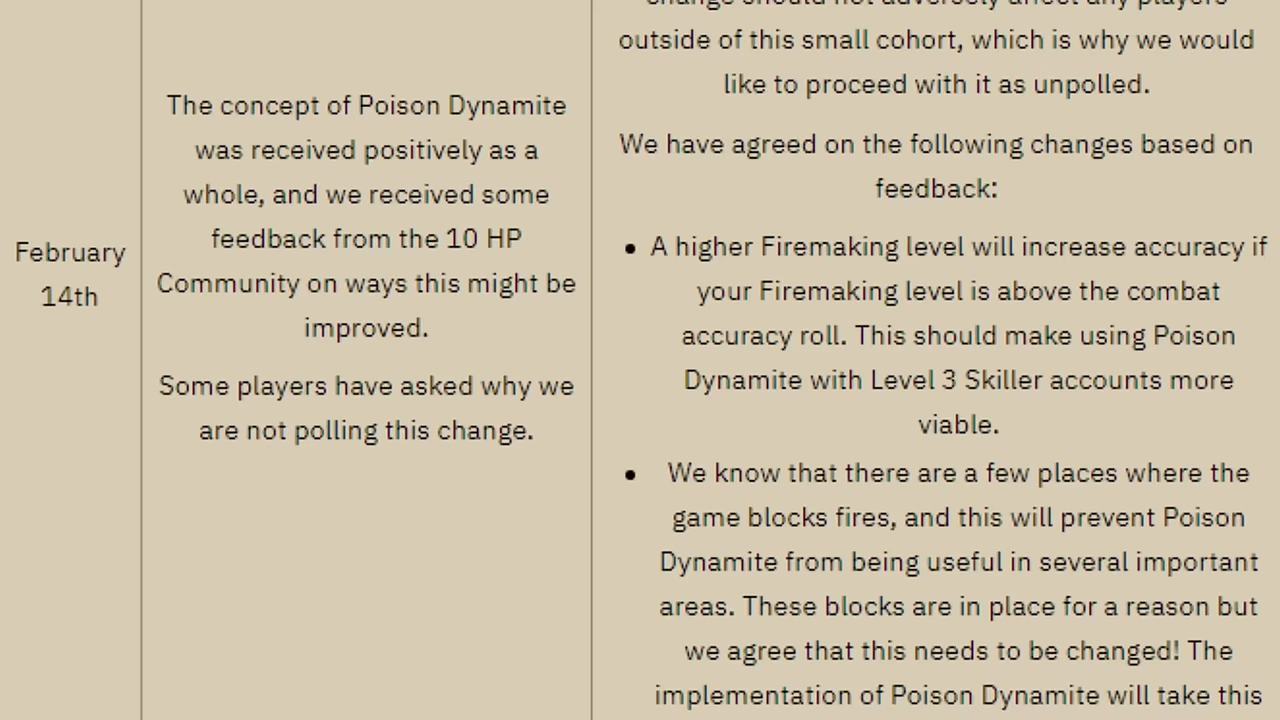 February
14th
The concept of Poison Dynamite
was received positively as a
whole, and we received some
feedback from the 10 HP
Community on ways this might be
improved.
Some players have asked why we
are not polling this change.
change should not adversely affect any players
outside of this small cohort, which is why we would
like to proceed with it as unpolled.
We have agreed on the following changes based on
feedback:
• A higher Firemaking level will increase accuracy if
your Firemaking level is above the combat
accuracy roll. This should make using Poison
Dynamite with Level 3 Skiller accounts more
viable.
• We know that there are a few places where the
game blocks fires, and this will prevent Poison
Dynamite from being useful in several important
areas. These blocks are in place for a reason but
we agree that this needs to be changed! The
implementation of Poison Dynamite will take this